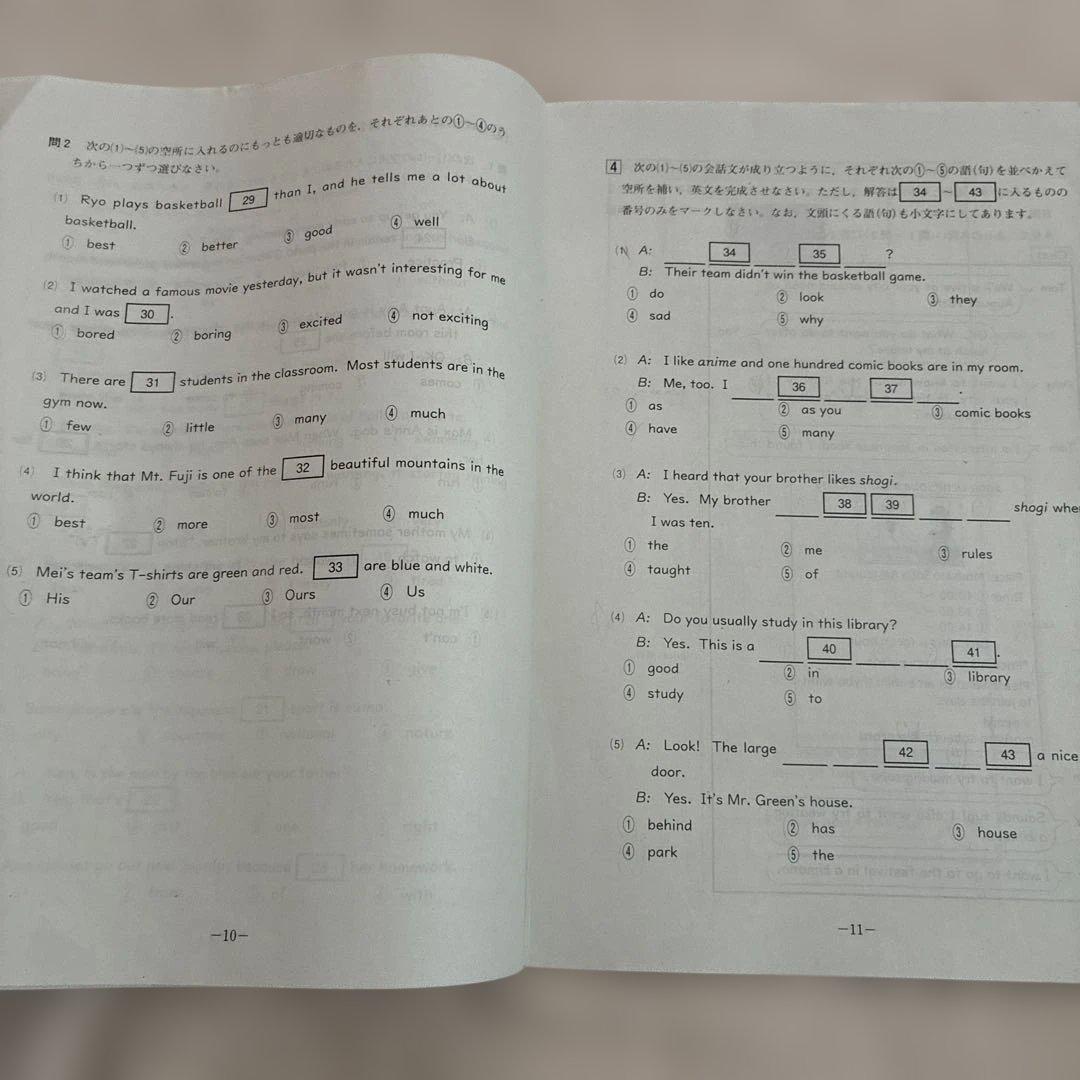 問2 次の(1)~(5)の空所に入れるのにもっとも適切なものを，それぞれあとの①~④のう
ちから一つずつ選びなさい。
(1) Ryo plays basketball 29 than I, and he tells me a lot about
basketball.
① best ② better ③ good ④ well
(2) I watched a famous movie yesterday, but it wasn't interesting for me
and I was 30 .
① bored ② boring ③ excited ④ not exciting
(3) There are 31 students in the classroom. Most students are in the
gym now.
① few ② little ③ many ④ much
(4) I think that Mt. Fuji is one of the 32 beautiful mountains in the
world.
① best ② more ③ most ④ much
(5) Mei's team's T-shirts are green and red. 33 are blue and white.
① His ② Our ③ Ours ④ Us
—10—
4 次の(1)~(5)の会話文が成り立つように，それぞれ次の①~⑤の語(句)を並べかえて
空所を補い，英文を完成させなさい。ただし，解答は 34 ~ 43 に入るものの
番号のみをマークしなさい。なお，文頭にくる語(句)も小文字にしてあります。
(1) A: ____ 34 ____ 35 ____ ?
B: Their team didn't win the basketball game.
① do ② look ③ they
④ sad ⑤ why
(2) A: I like anime and one hundred comic books are in my room.
B: Me, too. I ____ 36 ____ 37 ____ .
① as ② as you ③ comic books
④ have ⑤ many
(3) A: I heard that your brother likes shogi.
B: Yes. My brother ____ 38 39 ____ ____ shogi when
I was ten.
① the ② me ③ rules
④ taught ⑤ of
(4) A: Do you usually study in this library?
B: Yes. This is a ____ 40 ____ ____ 41 .
① good ② in ③ library
④ study ⑤ to
(5) A: Look! The large ____ ____ 42 ____ 43 a nice
door.
B: Yes. It's Mr. Green's house.
① behind ② has ③ house
④ park ⑤ the
—11—